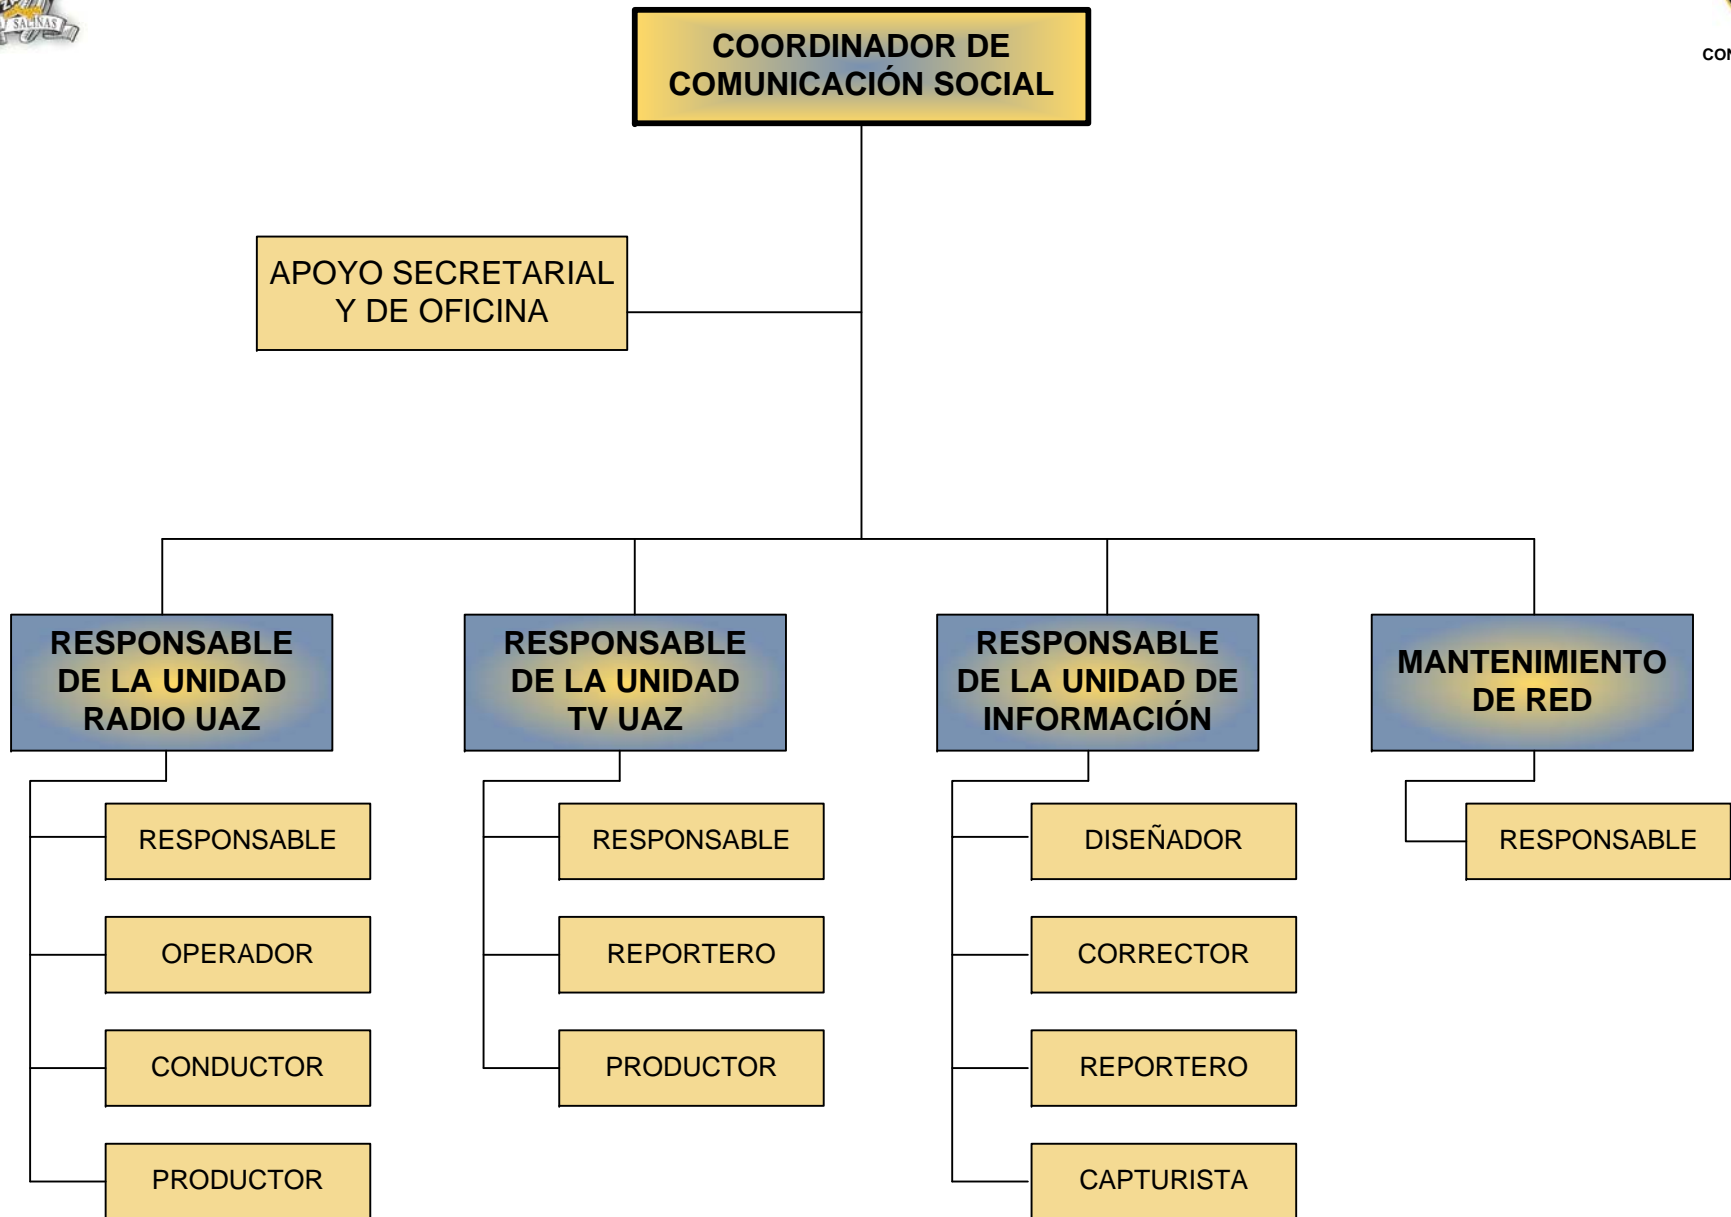 SALINAS
COORDINADOR DE
COMUNICACIÓN SOCIAL
APOYO SECRETARIAL
Y DE OFICINA
RESPONSABLE
DE LA UNIDAD
RADIO UAZ
RESPONSABLE
OPERADOR
CONDUCTOR
PRODUCTOR
RESPONSABLE
DE LA UNIDAD
TV UAZ
RESPONSABLE
REPORTERO
PRODUCTOR
RESPONSABLE
DE LA UNIDAD DE
INFORMACIÓN
DISEÑADOR
CORRECTOR
REPORTERO
CAPTURISTA
MANTENIMIENTO
DE RED
RESPONSABLE